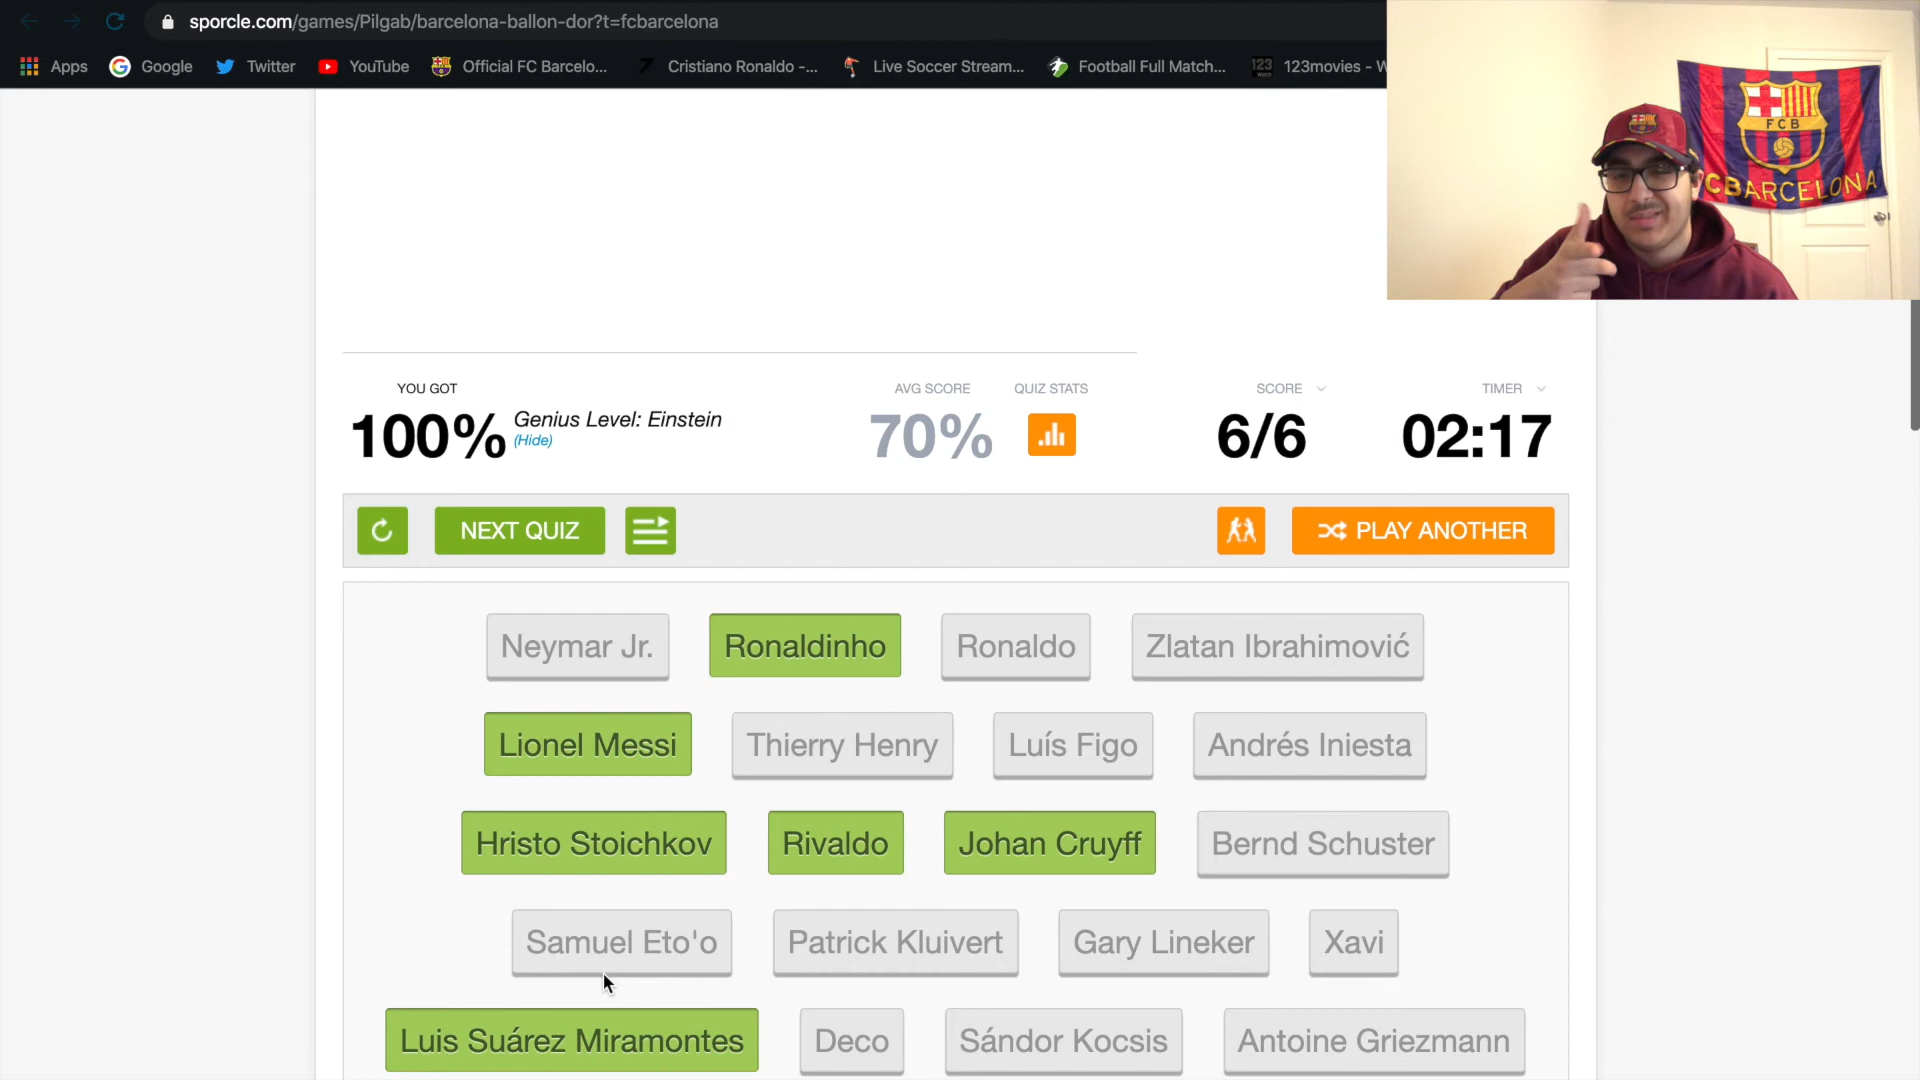 sporcle.com/games/Pilgab/barcelona-ballon-dor?t=fcbarcelona
Apps Google Twitter YouTube Official FC Barcelo... Cristiano Ronaldo -... Live Soccer Stream... Football Full Match... 123movies - W
FCB
CBARCELONA
YOU GOT AVG SCORE QUIZ STATS SCORE TIMER
100% Genius Level: Einstein
(Hide)
70% 6/6 02:17
NEXT QUIZ PLAY ANOTHER
Neymar Jr. Ronaldinho Ronaldo Zlatan Ibrahimović
Lionel Messi Thierry Henry Luís Figo Andrés Iniesta
Hristo Stoichkov Rivaldo Johan Cruyff Bernd Schuster
Samuel Eto'o Patrick Kluivert Gary Lineker Xavi
Luis Suárez Miramontes Deco Sándor Kocsis Antoine Griezmann